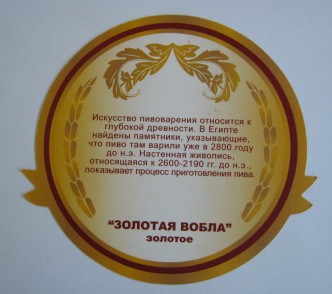 Искусство пивоварения относится к
глубокой древности. В Египте
найдены памятники, указывающие,
что пиво там варили уже в 2800 году
до н.э. Настенная живопись,
относящаяся к 2600-2190 гг. до н.э.,
показывает процесс приготовления пива.
"ЗОЛОТАЯ ВОБЛА"
золотое